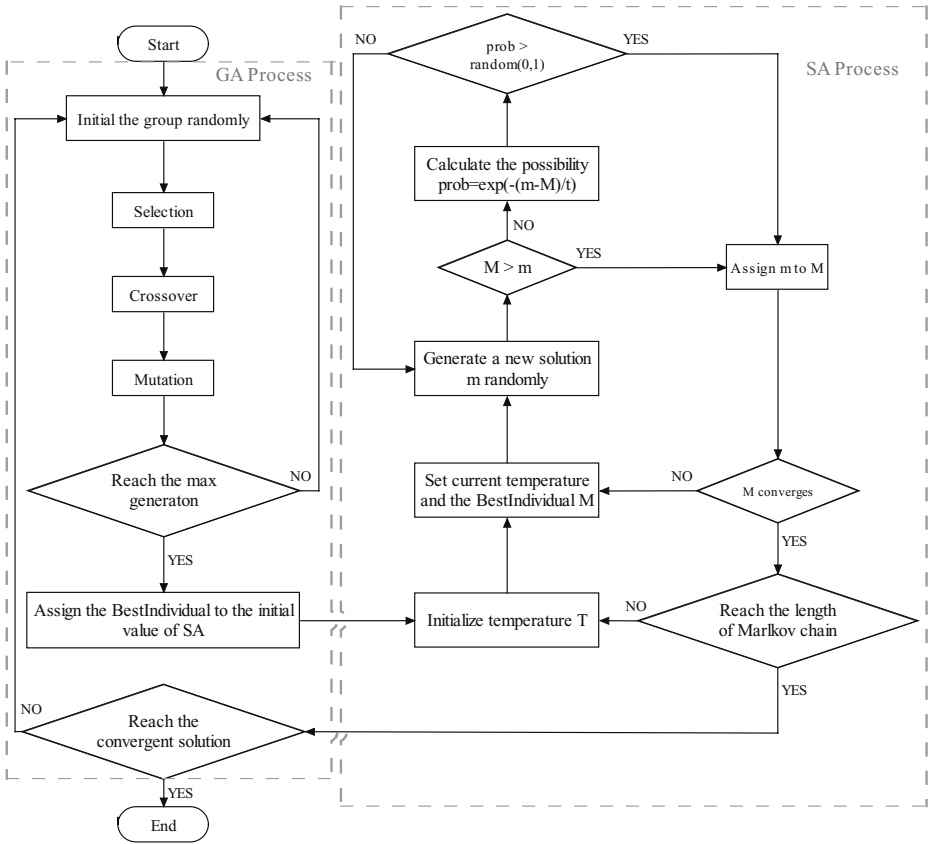 Start
GA Process
Initial the group randomly
Selection
Crossover
Mutation
Reach the max
generaton
NO
YES
Assign the BestIndividual to the initial
value of SA
NO
Reach the
convergent solution
YES
End
SA Process
NO
prob >
random(0,1)
YES
Calculate the possibility
prob=exp(-(m-M)/t)
NO
M > m
YES
Assign m to M
Generate a new solution
m randomly
Set current temperature
and the BestIndividual M
NO
M converges
YES
Initialize temperature T
NO
Reach the length
of Marlkov chain
YES